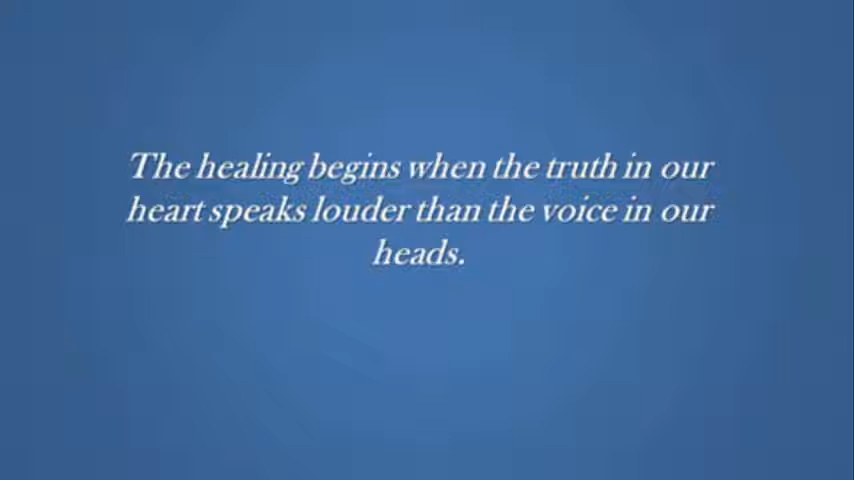 The healing begins when the truth in our
heart speaks louder than the voice in our
heads.